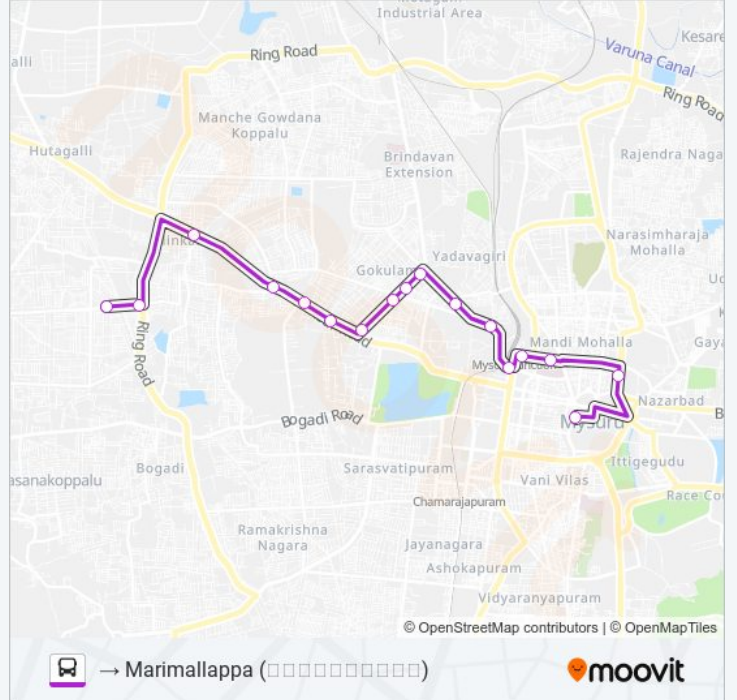 Industrial Area
Ring Road
Varuna Canal
Kesare
alli
Ring Road
Manche Gowdana
Koppalu
Hutagalli
Brindavan
Extension
Rajendra Naga
Narasimharaja
Mohalla
Yadavagiri
Gokulam
Mandi Mohalla
Gaya
Ring Road
Nazarbad
B
Mysuru
Bogadi Road
Ittigegudu
Bogadi
Sarasvatipuram
Vani Vilas
asanakoppalu
Race Co
Chamarajapuram
Ramakrishna
Nagara
Jayanagara
Ashokapuram
Vidyaranyapuram
© OpenStreetMap contributors | © OpenMapTiles
→ Marimallappa (□□□□□□□□□□)
moovit